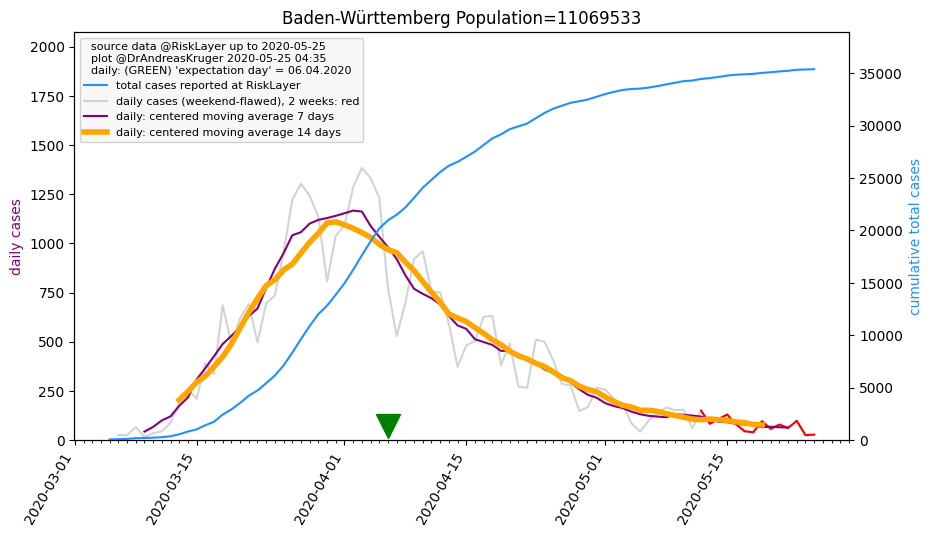 Baden-Württemberg Population=11069533
source data @RiskLayer up to 2020-05-25
plot @DrAndreasKruger 2020-05-25 04:35
daily: (GREEN) 'expectation day' = 06.04.2020
total cases reported at RiskLayer
daily cases (weekend-flawed), 2 weeks: red
daily: centered moving average 7 days
daily: centered moving average 14 days
daily cases
2000
1750
1500
1250
1000
750
500
250
0
35000
30000
25000
20000
15000
10000
5000
0
cumulative total cases
2020-03-01
2020-03-15
2020-04-01
2020-04-15
2020-05-01
2020-05-15